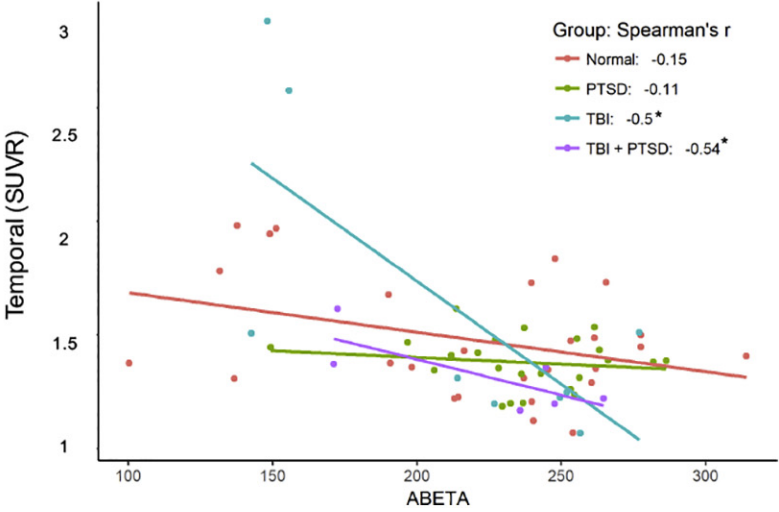 Group: Spearman's r
Normal: -0.15
PTSD: -0.11
TBI: -0.5*
TBI + PTSD: -0.54*
Temporal (SUVR)
3
2.5
2
1.5
1
100 150 200 250 300
ABETA